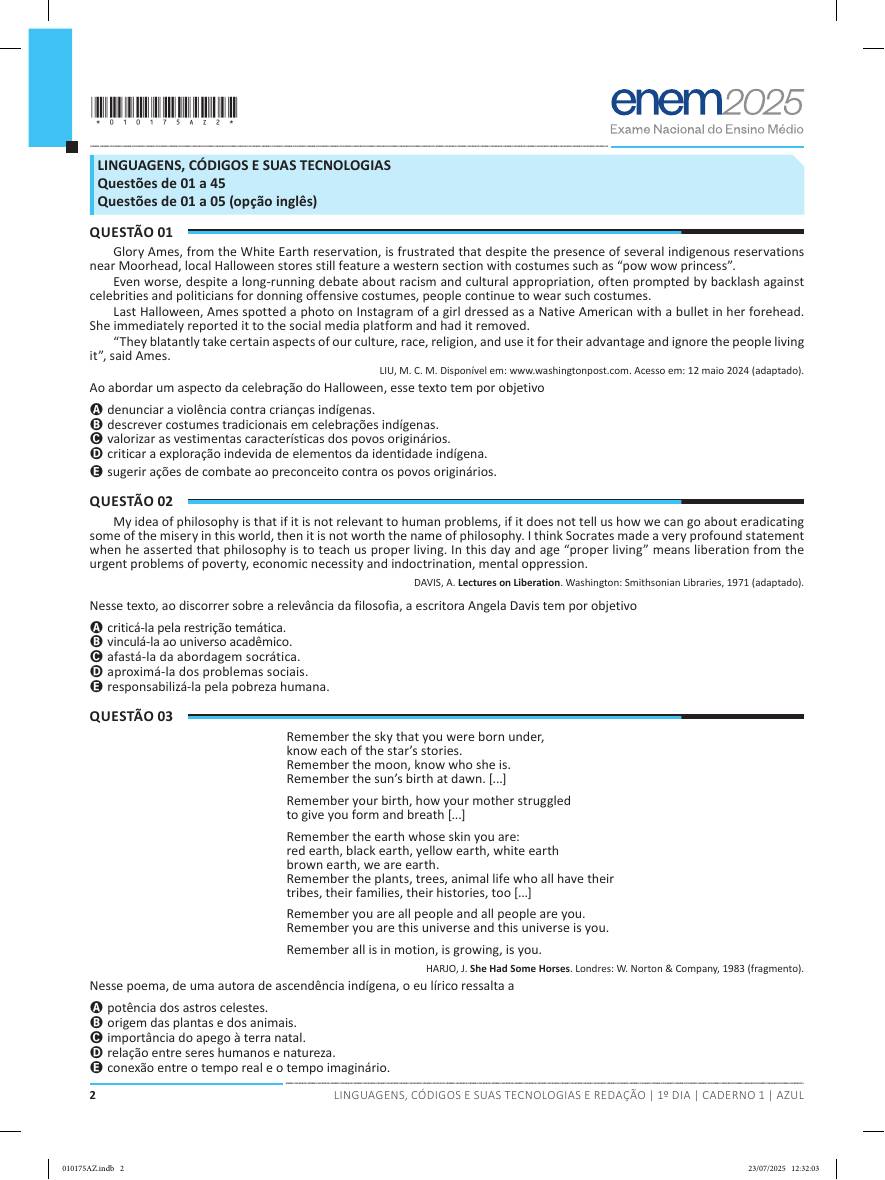 *010175AZ2*
enem2025
Exame Nacional do Ensino Médio
LINGUAGENS, CÓDIGOS E SUAS TECNOLOGIAS
Questões de 01 a 45
Questões de 01 a 05 (opção inglês)
QUESTÃO 01
Glory Ames, from the White Earth reservation, is frustrated that despite the presence of several indigenous reservations
near Moorhead, local Halloween stores still feature a western section with costumes such as “pow wow princess”.
Even worse, despite a long-running debate about racism and cultural appropriation, often prompted by backlash against
celebrities and politicians for donning offensive costumes, people continue to wear such costumes.
Last Halloween, Ames spotted a photo on Instagram of a girl dressed as a Native American with a bullet in her forehead.
She immediately reported it to the social media platform and had it removed.
“They blatantly take certain aspects of our culture, race, religion, and use it for their advantage and ignore the people living
it”, said Ames.
LIU, M. C. M. Disponível em: www.washingtonpost.com. Acesso em: 12 maio 2024 (adaptado).
Ao abordar um aspecto da celebração do Halloween, esse texto tem por objetivo
A denunciar a violência contra crianças indígenas.
B descrever costumes tradicionais em celebrações indígenas.
C valorizar as vestimentas características dos povos originários.
D criticar a exploração indevida de elementos da identidade indígena.
E sugerir ações de combate ao preconceito contra os povos originários.
QUESTÃO 02
My idea of philosophy is that if it is not relevant to human problems, if it does not tell us how we can go about eradicating
some of the misery in this world, then it is not worth the name of philosophy. I think Socrates made a very profound statement
when he asserted that philosophy is to teach us proper living. In this day and age “proper living” means liberation from the
urgent problems of poverty, economic necessity and indoctrination, mental oppression.
DAVIS, A. Lectures on Liberation. Washington: Smithsonian Libraries, 1971 (adaptado).
Nesse texto, ao discorrer sobre a relevância da filosofia, a escritora Angela Davis tem por objetivo
A criticá-la pela restrição temática.
B vinculá-la ao universo acadêmico.
C afastá-la da abordagem socrática.
D aproximá-la dos problemas sociais.
E responsabilizá-la pela pobreza humana.
QUESTÃO 03
Remember the sky that you were born under,
know each of the star’s stories.
Remember the moon, know who she is.
Remember the sun’s birth at dawn. [...]
Remember your birth, how your mother struggled
to give you form and breath [...]
Remember the earth whose skin you are:
red earth, black earth, yellow earth, white earth
brown earth, we are earth.
Remember the plants, trees, animal life who all have their
tribes, their families, their histories, too [...]
Remember you are all people and all people are you.
Remember you are this universe and this universe is you.
Remember all is in motion, is growing, is you.
HARJO, J. She Had Some Horses. Londres: W. Norton & Company, 1983 (fragmento).
Nesse poema, de uma autora de ascendência indígena, o eu lírico ressalta a
A potência dos astros celestes.
B origem das plantas e dos animais.
C importância do apego à terra natal.
D relação entre seres humanos e natureza.
E conexão entre o tempo real e o tempo imaginário.
2 LINGUAGENS, CÓDIGOS E SUAS TECNOLOGIAS E REDAÇÃO | 1º DIA | CADERNO 1 | AZUL
010175AZ.indb 2 23/07/2025 12:32:03